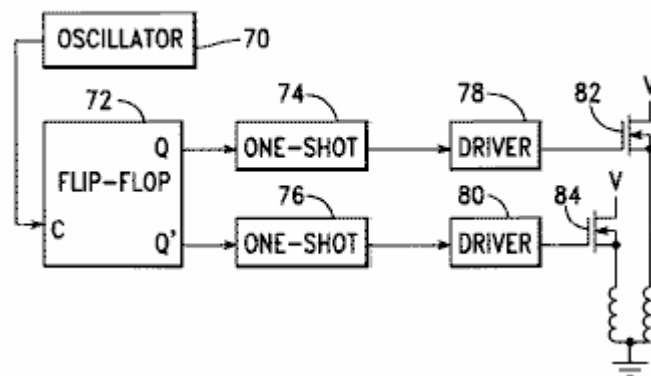 OSCILLATOR 70
72 74 78 82 V
Q ONE-SHOT DRIVER
FLIP-FLOP
76 80 84 V
C
Q' ONE-SHOT DRIVER